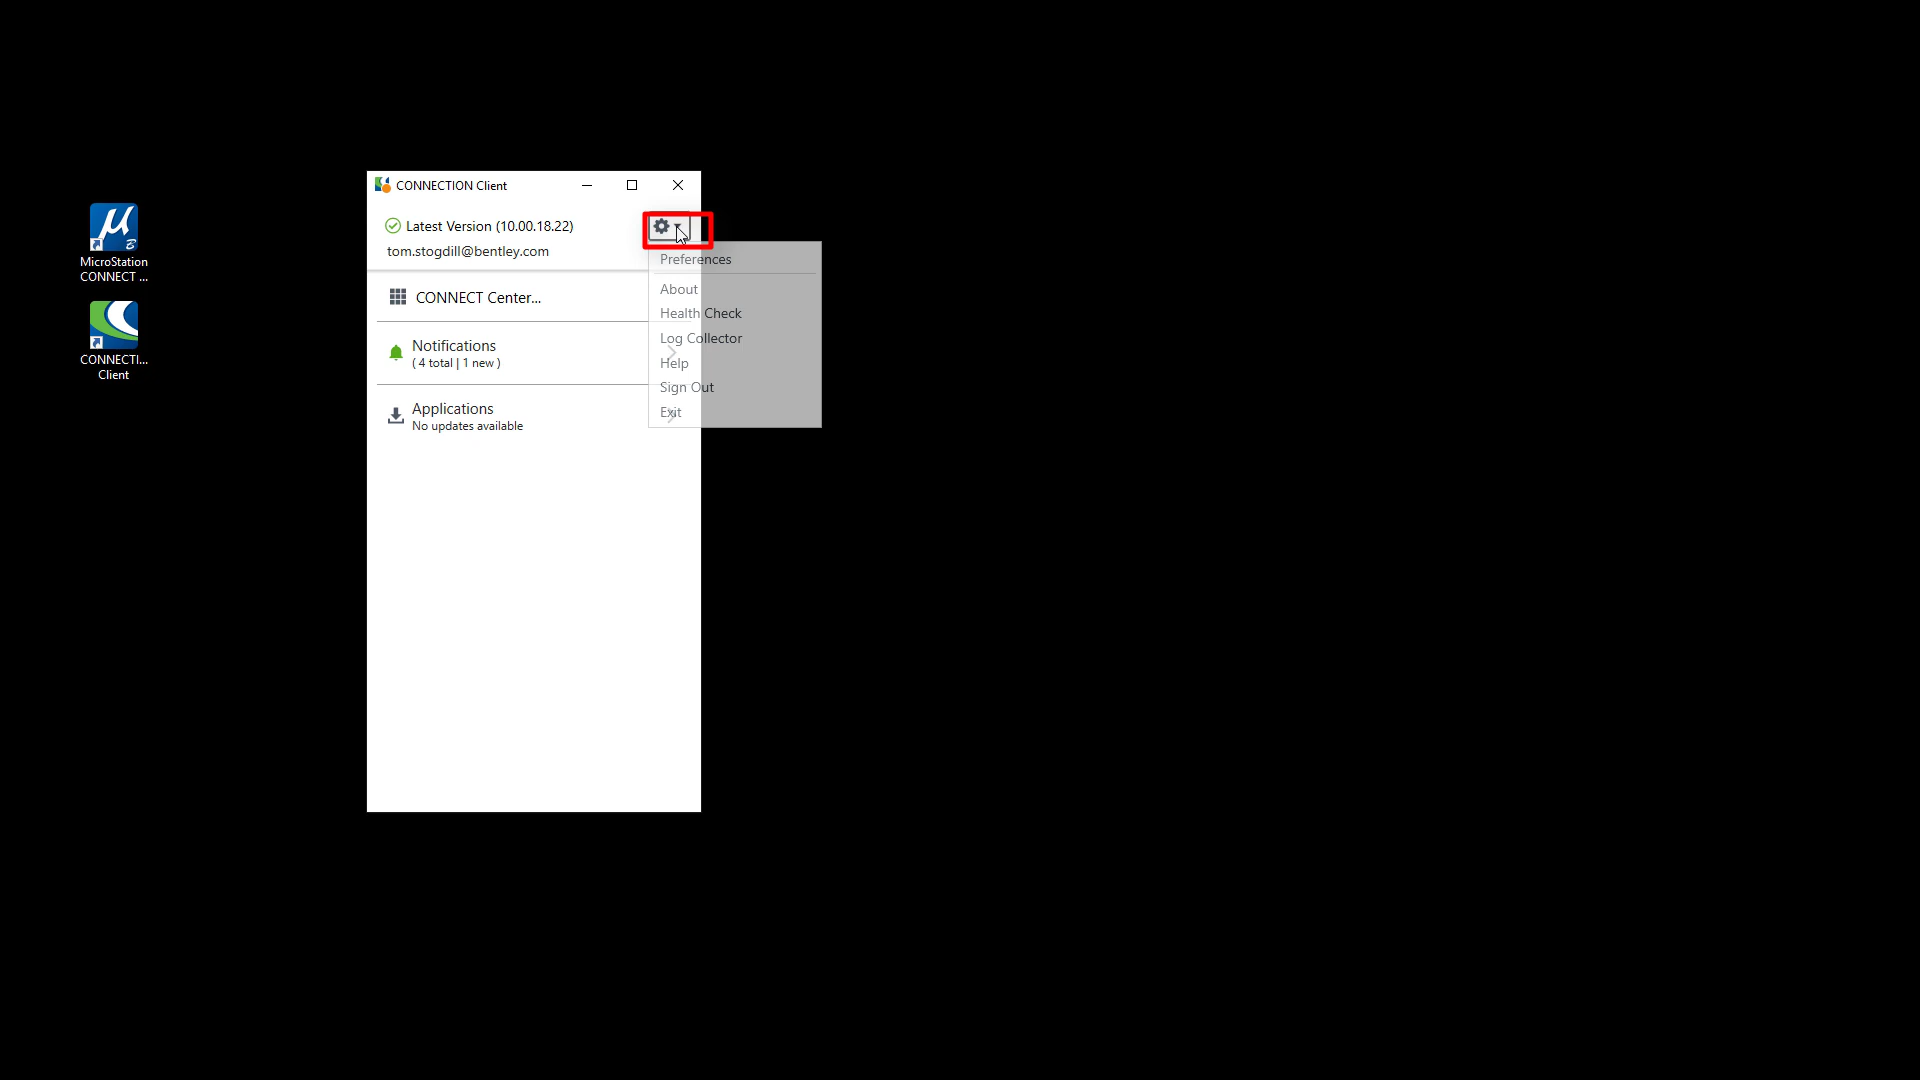 MicroStation
CONNECT ...
CONNECTI...
Client
CONNECTION Client
Latest Version (10.00.18.22)
tom.stogdill@bentley.com
CONNECT Center...
Notifications
( 4 total | 1 new )
Applications
No updates available
Preferences
About
Health Check
Log Collector
Help
Sign Out
Exit